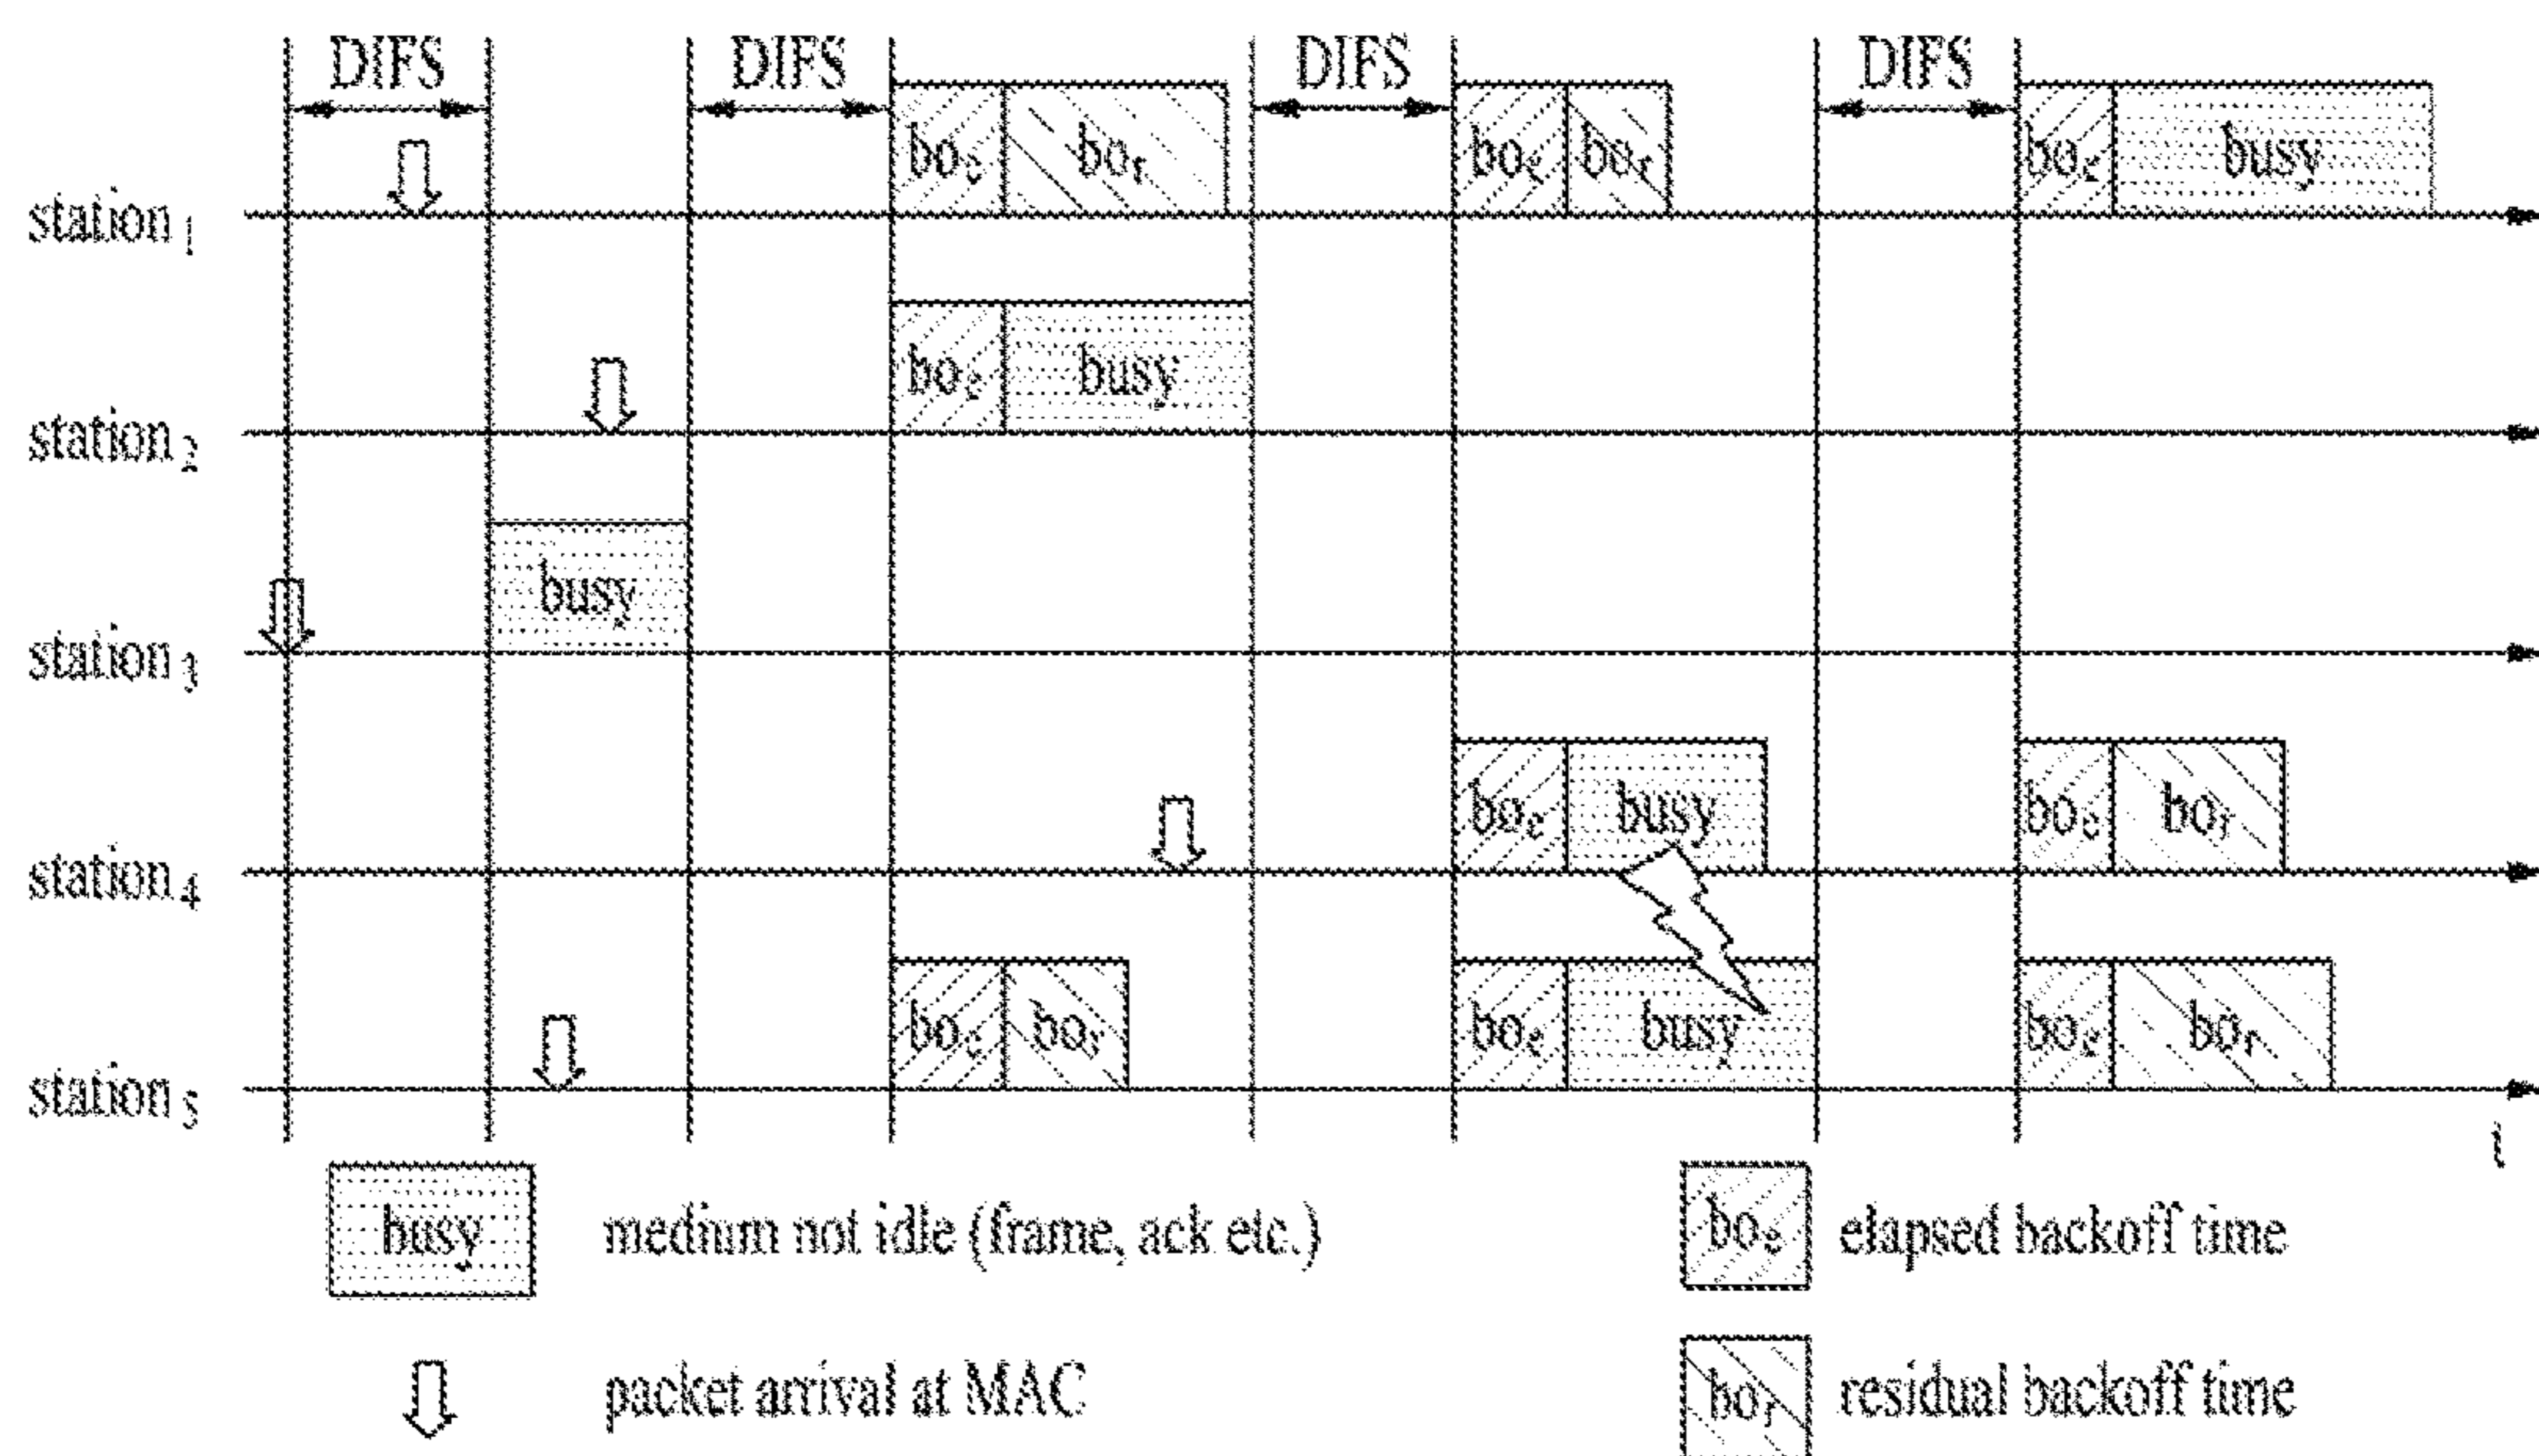 DIFS DIFS DIFS DIFS
bo_e bo_r bo_e bo_r bo_e busy
station_1
bo_e busy
station_2
busy
station_3
bo_e busy bo_e bo_r
station_4
bo_e bo_r bo_e busy bo_e bo_r
station_5
t
busy medium not idle (frame, ack etc.) bo_e elapsed backoff time
packet arrival at MAC bo_r residual backoff time